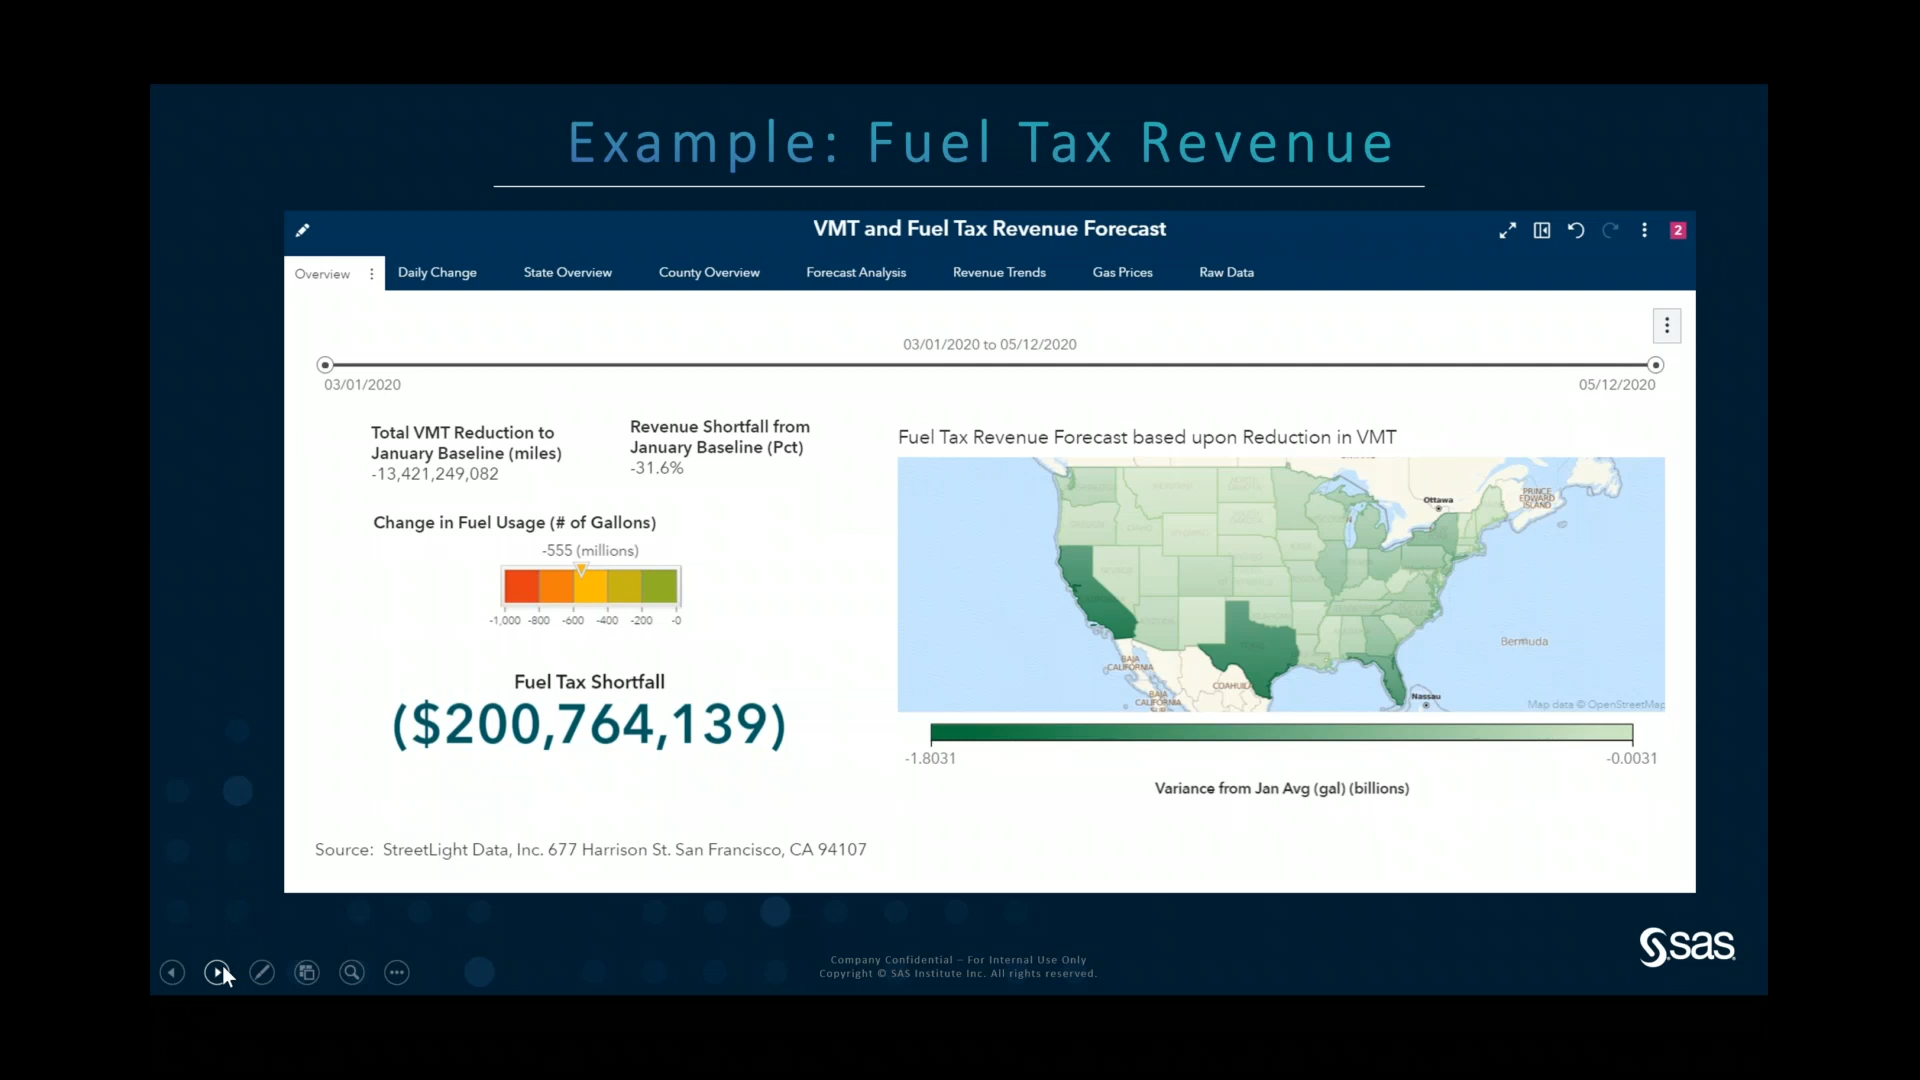 Example: Fuel Tax Revenue
VMT and Fuel Tax Revenue Forecast
2
Overview
Daily Change
State Overview
County Overview
Forecast Analysis
Revenue Trends
Gas Prices
Raw Data
03/01/2020 to 05/12/2020
03/01/2020
05/12/2020
Total VMT Reduction to
January Baseline (miles)
-13,421,249,082
Revenue Shortfall from
January Baseline (Pct)
-31.6%
Change in Fuel Usage (# of Gallons)
-555 (millions)
-1,000 -800 -600 -400 -200 -0
Fuel Tax Shortfall
($200,764,139)
Fuel Tax Revenue Forecast based upon Reduction in VMT
Ottawa
PRINCE
EDWARD
ISLAND
Bermuda
BAJA
CALIFORNIA
COAHUILA
BAJA
CALIFORNIA
SUR
Nassau
Map data © OpenStreetMap
-1.8031
-0.0031
Variance from Jan Avg (gal) (billions)
Source: StreetLight Data, Inc. 677 Harrison St. San Francisco, CA 94107
Company Confidential – For Internal Use Only
Copyright © SAS Institute Inc. All rights reserved.
sas